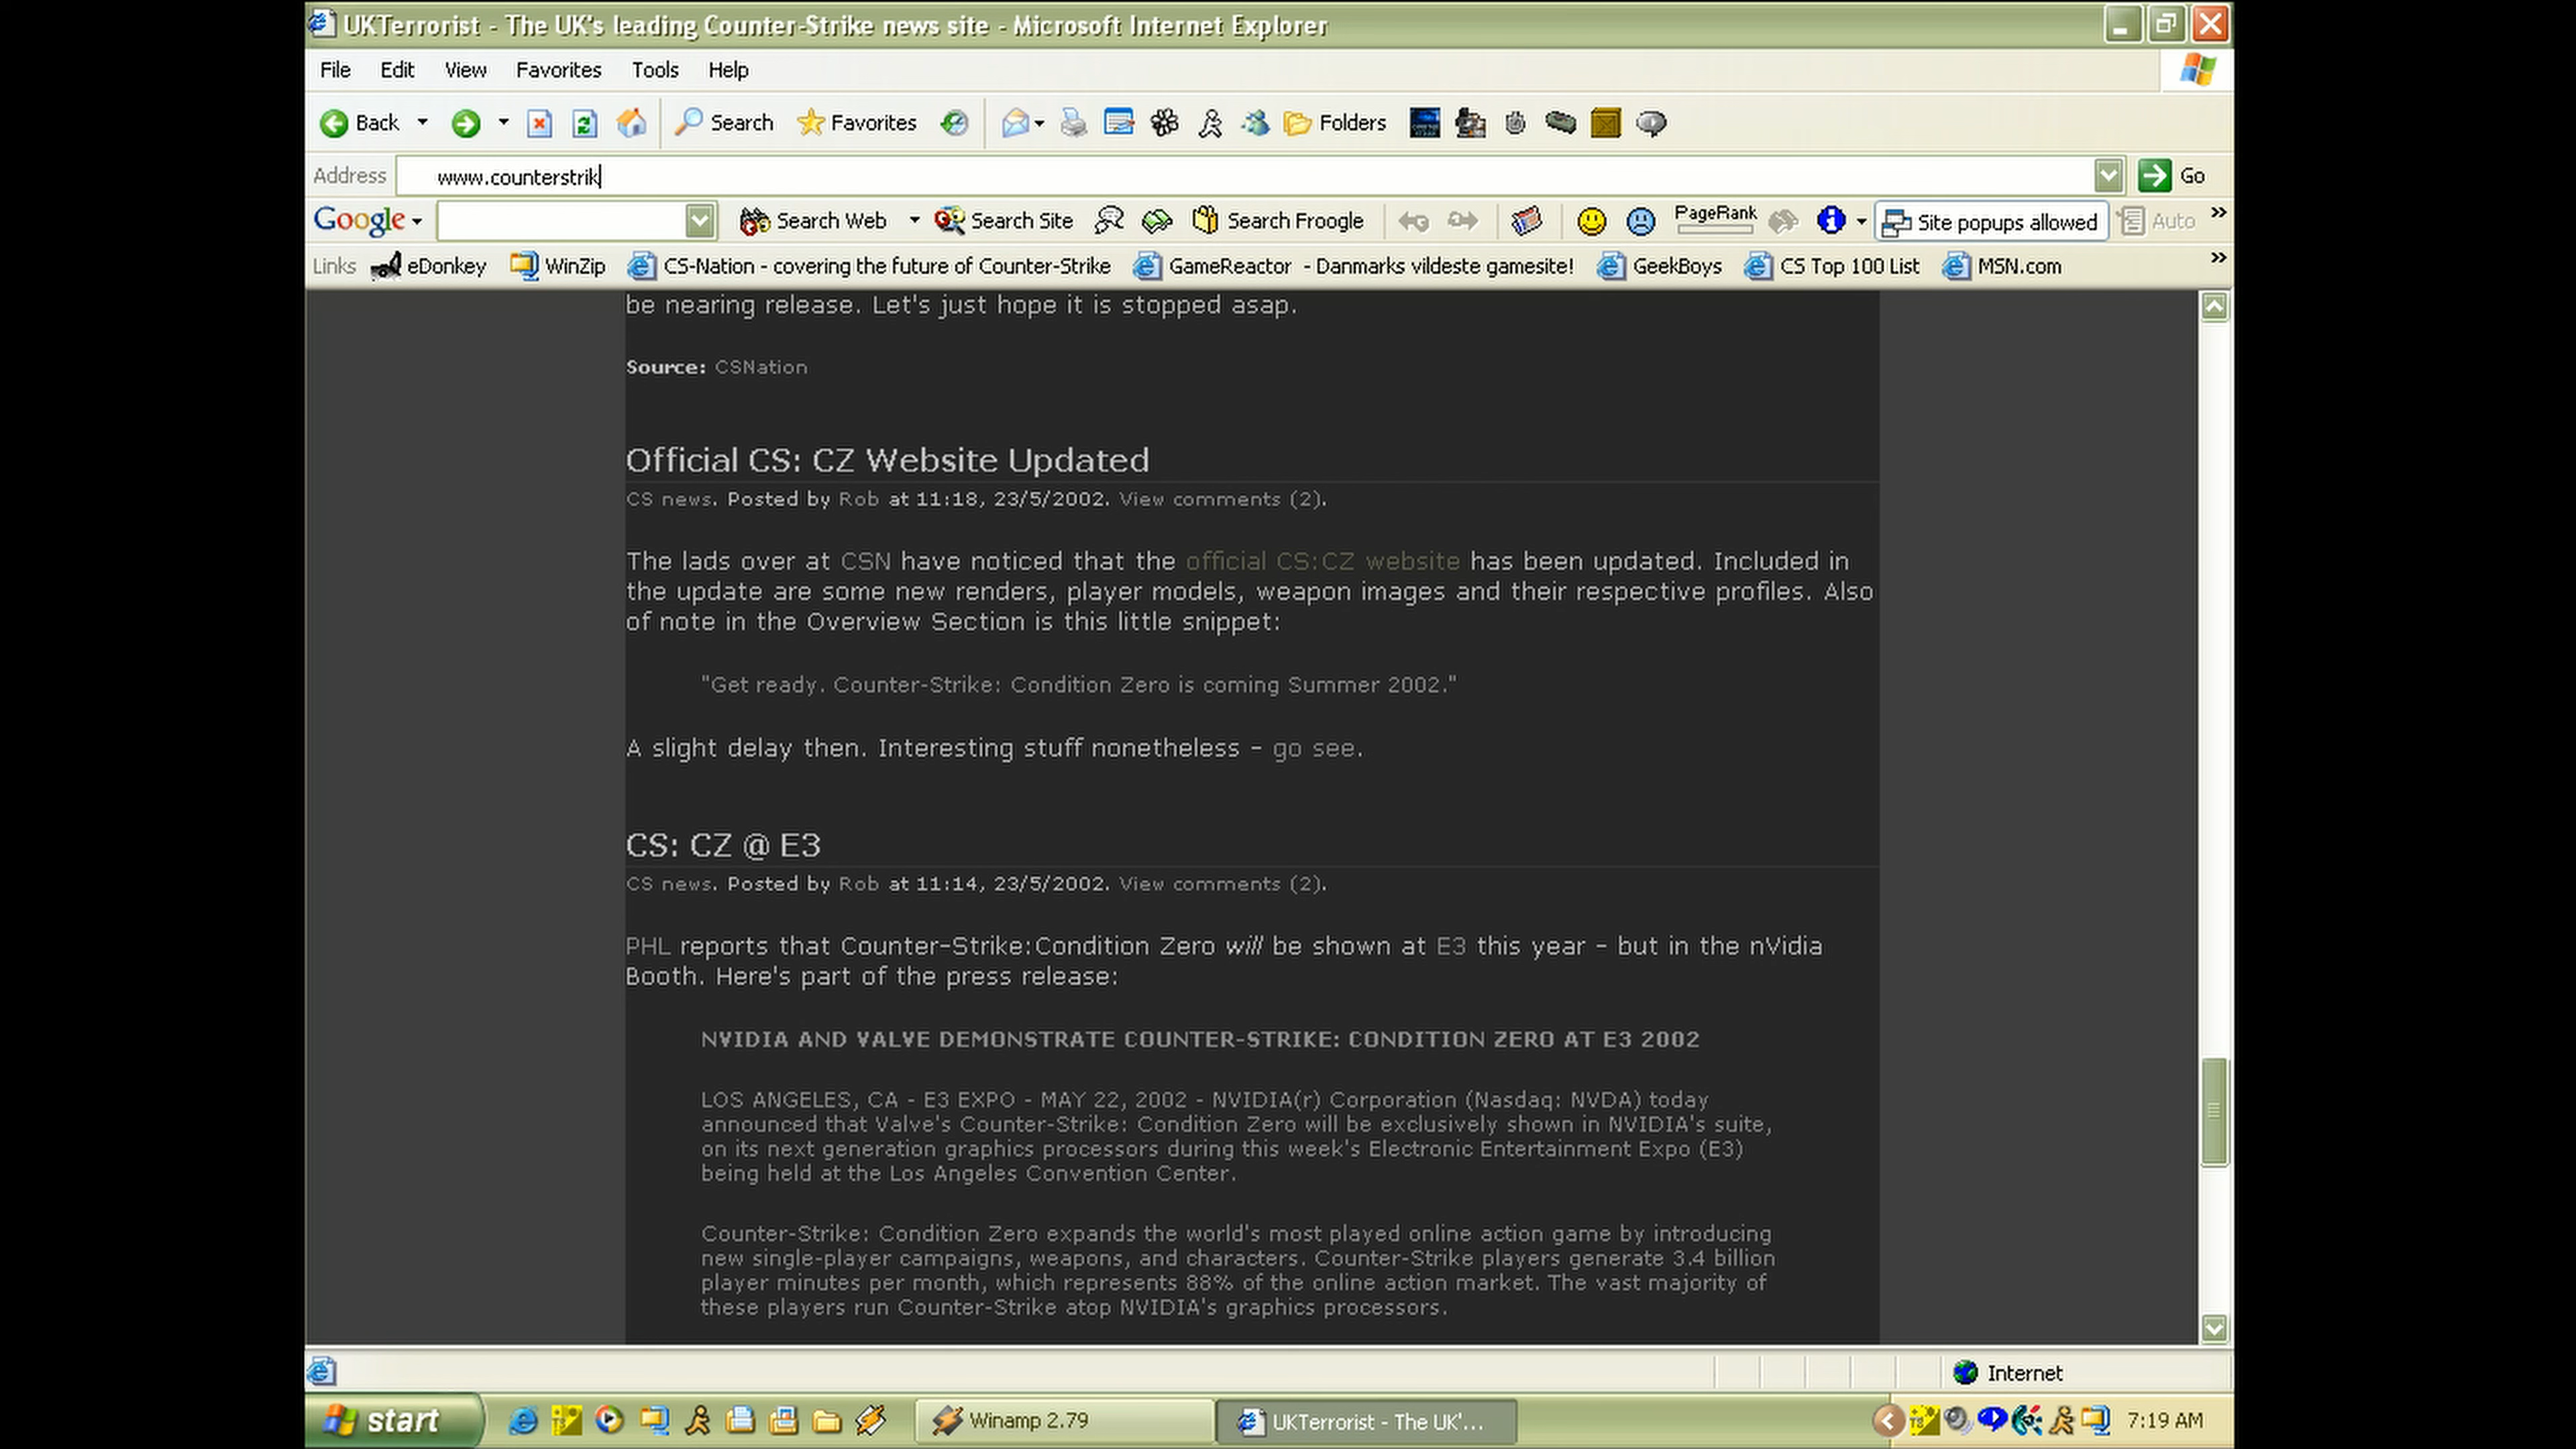 UKTerrorist - The UK's leading Counter-Strike news site - Microsoft Internet Explorer
File Edit View Favorites Tools Help
Back Search Favorites Folders
Address www.counterstrik Go
Google Search Web Search Site Search Froogle PageRank Site popups allowed Auto »
Links eDonkey WinZip CS-Nation - covering the future of Counter-Strike GameReactor - Danmarks vildeste gamesite! GeekBoys CS Top 100 List MSN.com »
be nearing release. Let's just hope it is stopped asap.
Source: CSNation
Official CS: CZ Website Updated
CS news. Posted by Rob at 11:18, 23/5/2002. View comments (2).
The lads over at CSN have noticed that the official CS:CZ website has been updated. Included in
the update are some new renders, player models, weapon images and their respective profiles. Also
of note in the Overview Section is this little snippet:
"Get ready. Counter-Strike: Condition Zero is coming Summer 2002."
A slight delay then. Interesting stuff nonetheless - go see.
CS: CZ @ E3
CS news. Posted by Rob at 11:14, 23/5/2002. View comments (2).
PHL reports that Counter-Strike:Condition Zero will be shown at E3 this year - but in the nVidia
Booth. Here's part of the press release:
NVIDIA AND VALVE DEMONSTRATE COUNTER-STRIKE: CONDITION ZERO AT E3 2002
LOS ANGELES, CA - E3 EXPO - MAY 22, 2002 - NVIDIA(r) Corporation (Nasdaq: NVDA) today
announced that Valve's Counter-Strike: Condition Zero will be exclusively shown in NVIDIA's suite,
on its next generation graphics processors during this week's Electronic Entertainment Expo (E3)
being held at the Los Angeles Convention Center.
Counter-Strike: Condition Zero expands the world's most played online action game by introducing
new single-player campaigns, weapons, and characters. Counter-Strike players generate 3.4 billion
player minutes per month, which represents 88% of the online action market. The vast majority of
these players run Counter-Strike atop NVIDIA's graphics processors.
Internet
start Winamp 2.79 UKTerrorist - The UK'... 7:19 AM